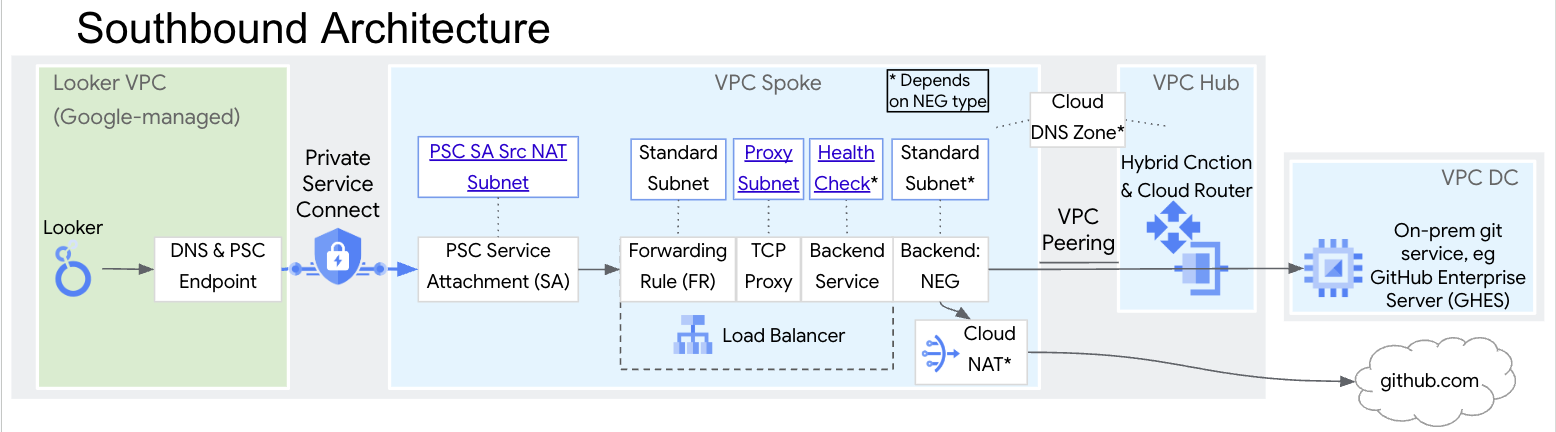 Southbound Architecture
Looker VPC
(Google-managed)
Looker
DNS & PSC
Endpoint
Private
Service
Connect
VPC Spoke
* Depends
on NEG type
PSC SA Src NAT
Subnet
PSC Service
Attachment (SA)
Standard
Subnet
Proxy
Subnet
Health
Check*
Standard
Subnet*
Forwarding
Rule (FR)
TCP
Proxy
Backend
Service
Backend:
NEG
Load Balancer
Cloud
NAT*
Cloud
DNS Zone*
VPC
Peering
VPC Hub
Hybrid Cnction
& Cloud Router
VPC DC
On-prem git
service, eg
GitHub Enterprise
Server (GHES)
github.com